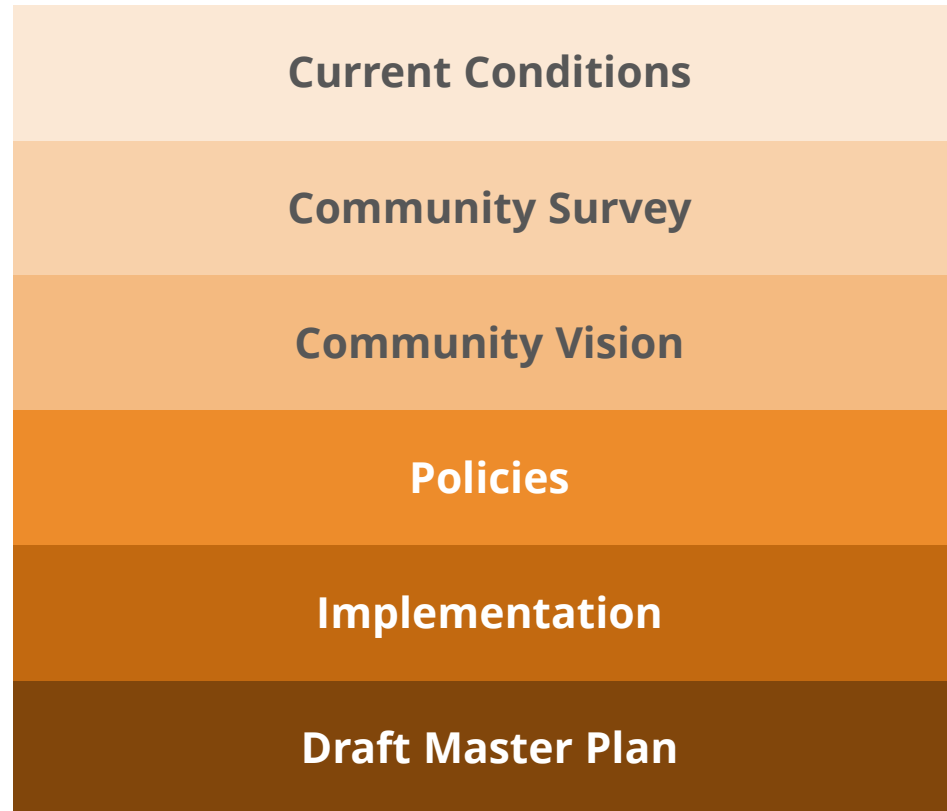 Current Conditions
Community Survey
Community Vision
Policies
Implementation
Draft Master Plan